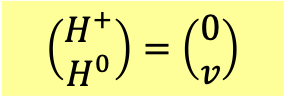 (H⁺ H⁰) = (0 v)